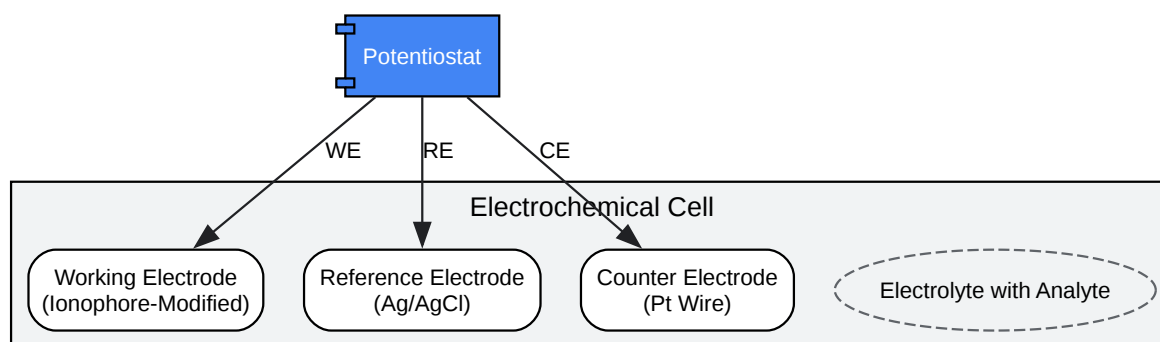 Potentiostat
WE
RE
CE
Electrochemical Cell
Working Electrode
(Ionophore-Modified)
Reference Electrode
(Ag/AgCl)
Counter Electrode
(Pt Wire)
Electrolyte with Analyte